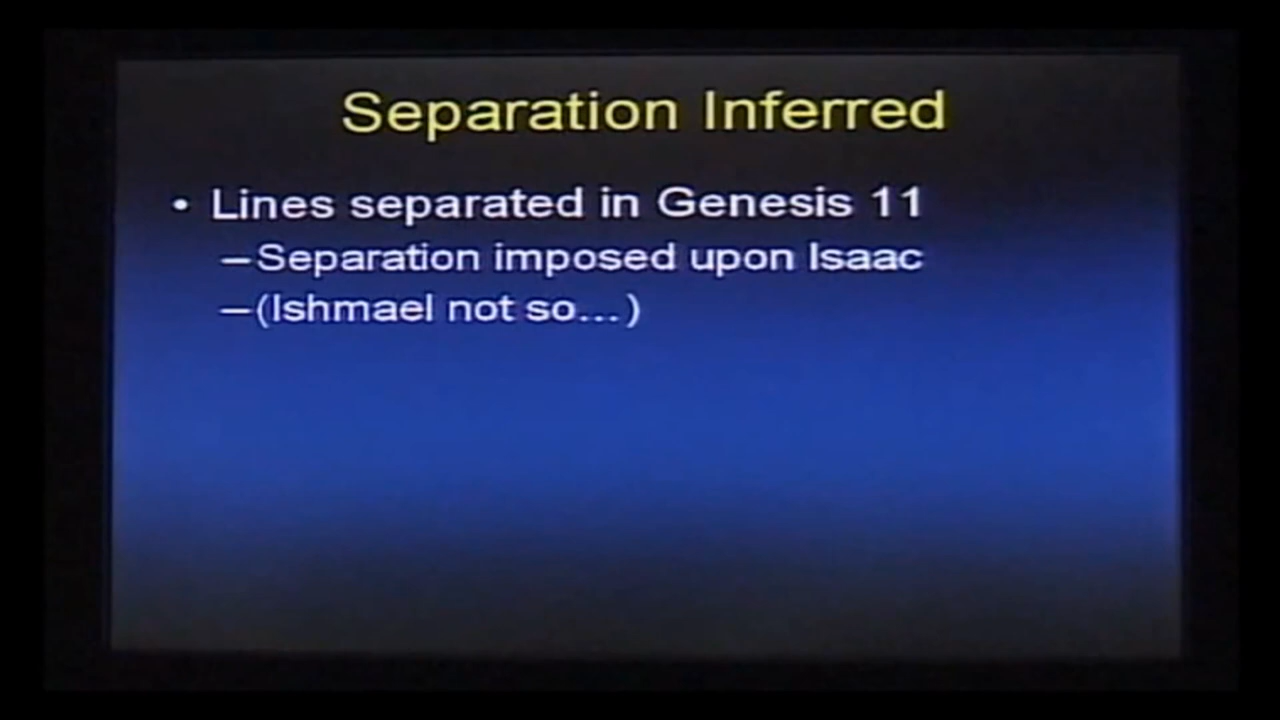 Separation Inferred
• Lines separated in Genesis 11
–Separation imposed upon Isaac
–(Ishmael not so...)